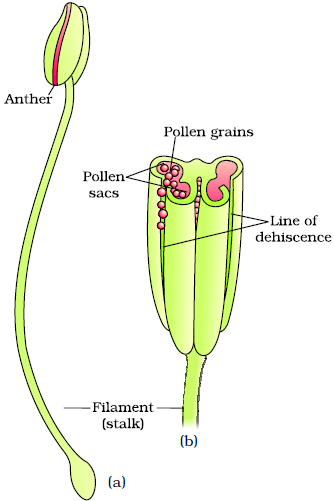 Anther
Pollen grains
Pollen
sacs
Line of
dehiscence
Filament
(stalk)
(a)
(b)